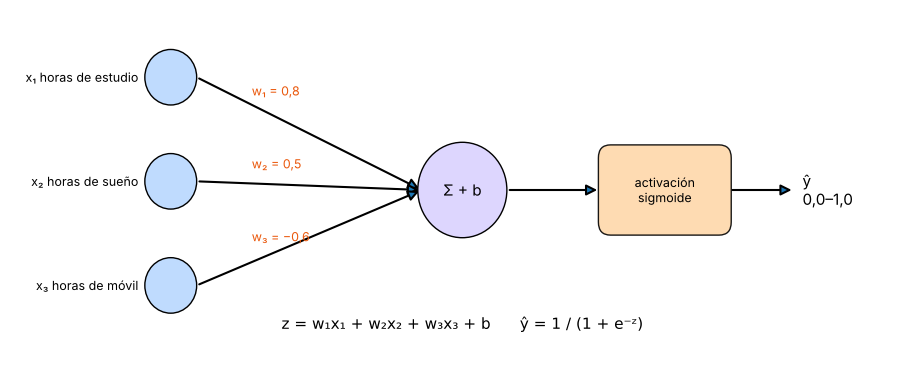 x₁ horas de estudio
w₁ = 0,8
x₂ horas de sueño
w₂ = 0,5
x₃ horas de móvil
w₃ = −0,6
Σ + b
activación
sigmoide
ŷ
0,0–1,0
z = w₁x₁ + w₂x₂ + w₃x₃ + b
ŷ = 1 / (1 + e⁻ᶻ)